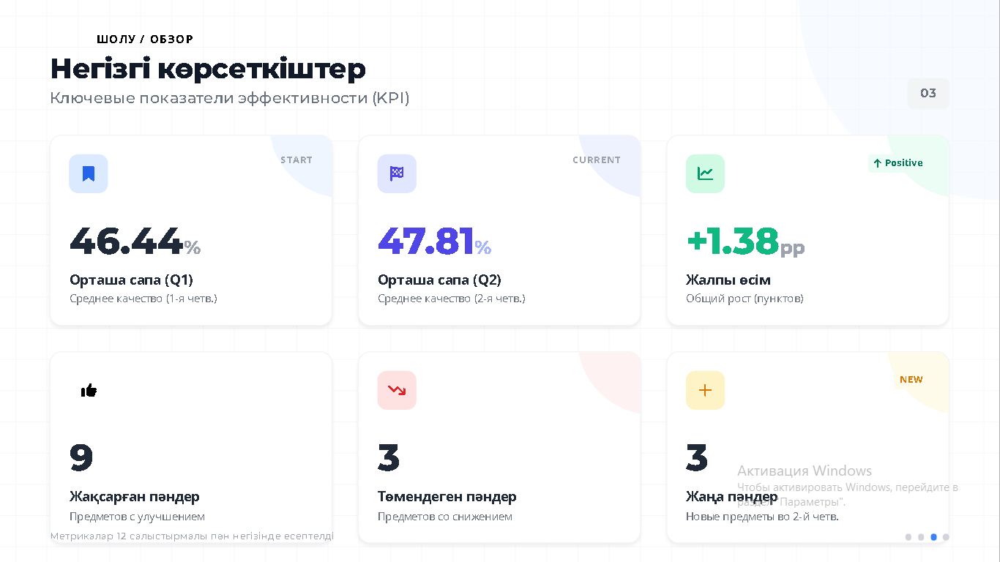 ШОЛУ / ОБЗОР
Негізгі көрсеткіштер
Ключевые показатели эффективности (KPI)
03
START
46.44%
Орташа сапа (Q1)
Среднее качество (1-я четв.)
CURRENT
47.81%
Орташа сапа (Q2)
Среднее качество (2-я четв.)
↑ Positive
+1.38pp
Жалпы өсім
Общий рост (пунктов)
9
Жақсарған пәндер
Предметов с улучшением
3
Төмендеген пәндер
Предметов со снижением
NEW
3
Жаңа пәндер
Новые предметы во 2-й четв.
Активация Windows
Чтобы активировать Windows, перейдите в
раздел "Параметры".
Метрикалар 12 салыстырмалы пән негізінде есептелді